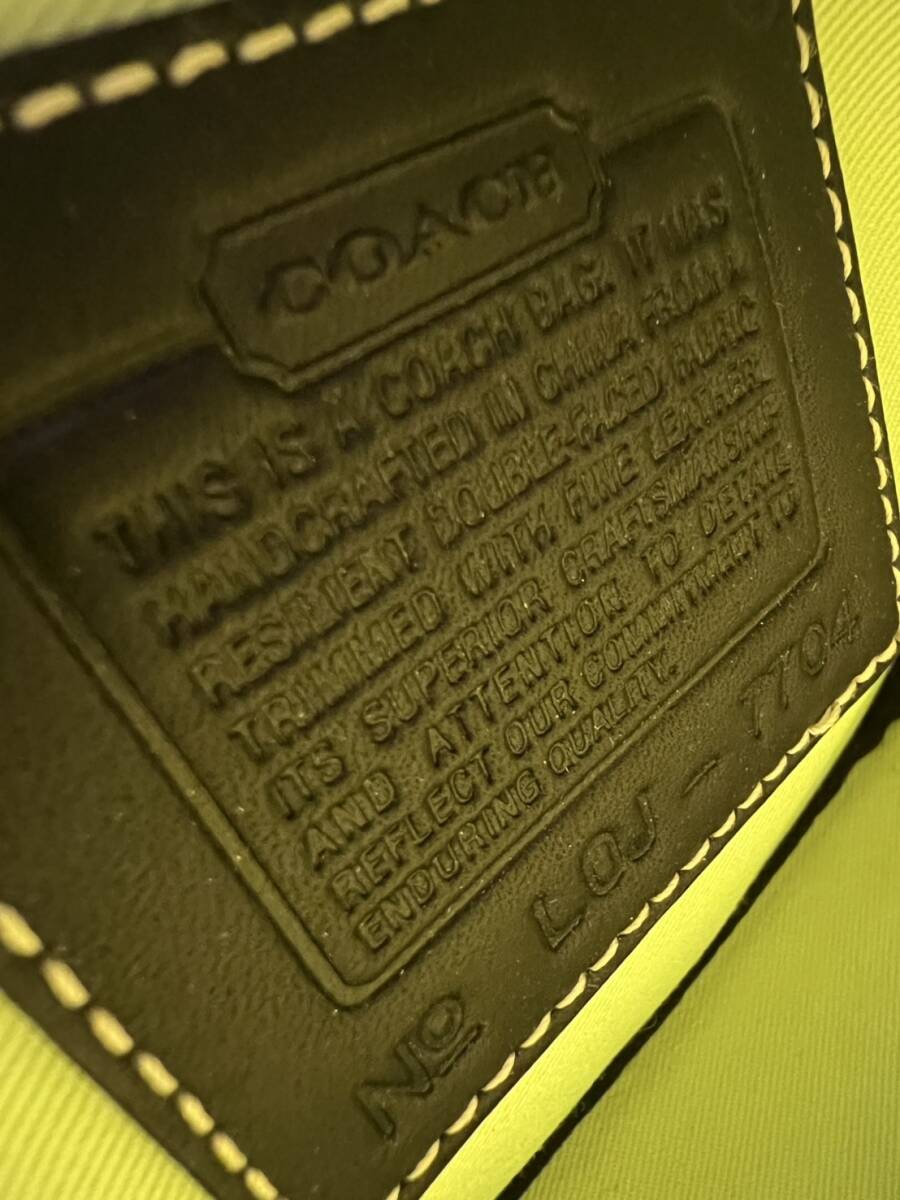 COACH
THIS IS A COACH BAG. IT WAS
HANDCRAFTED IN CHINA FROM A
RESILIENT DOUBLE-FACED FABRIC
TRIMMED WITH FINE LEATHER
ITS SUPERIOR CRAFTSMANSHIP
AND ATTENTION TO DETAIL
REFLECT OUR COMMITMENT TO
ENDURING QUALITY.
No LOJ-7704